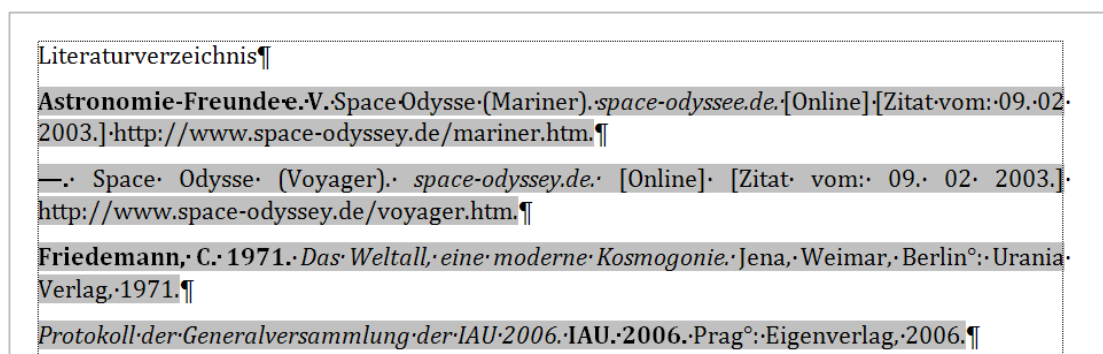 Literaturverzeichnis¶
Astronomie-Freunde·e.·V.·Space·Odysse·(Mariner).·space-odyssee.de.·[Online]·[Zitat·vom:·09.·02·
2003.]·http://www.space-odyssey.de/mariner.htm.¶
—.· Space· Odysse· (Voyager).· space-odyssey.de.· [Online]· [Zitat· vom:· 09.· 02· 2003.]·
http://www.space-odyssey.de/voyager.htm.¶
Friedemann,· C.· 1971.· Das· Weltall,· eine· moderne· Kosmogonie.· Jena,· Weimar,· Berlin°:· Urania·
Verlag,·1971.¶
Protokoll·der·Generalversammlung·der·IAU·2006.·IAU.·2006.·Prag°:·Eigenverlag,·2006.¶